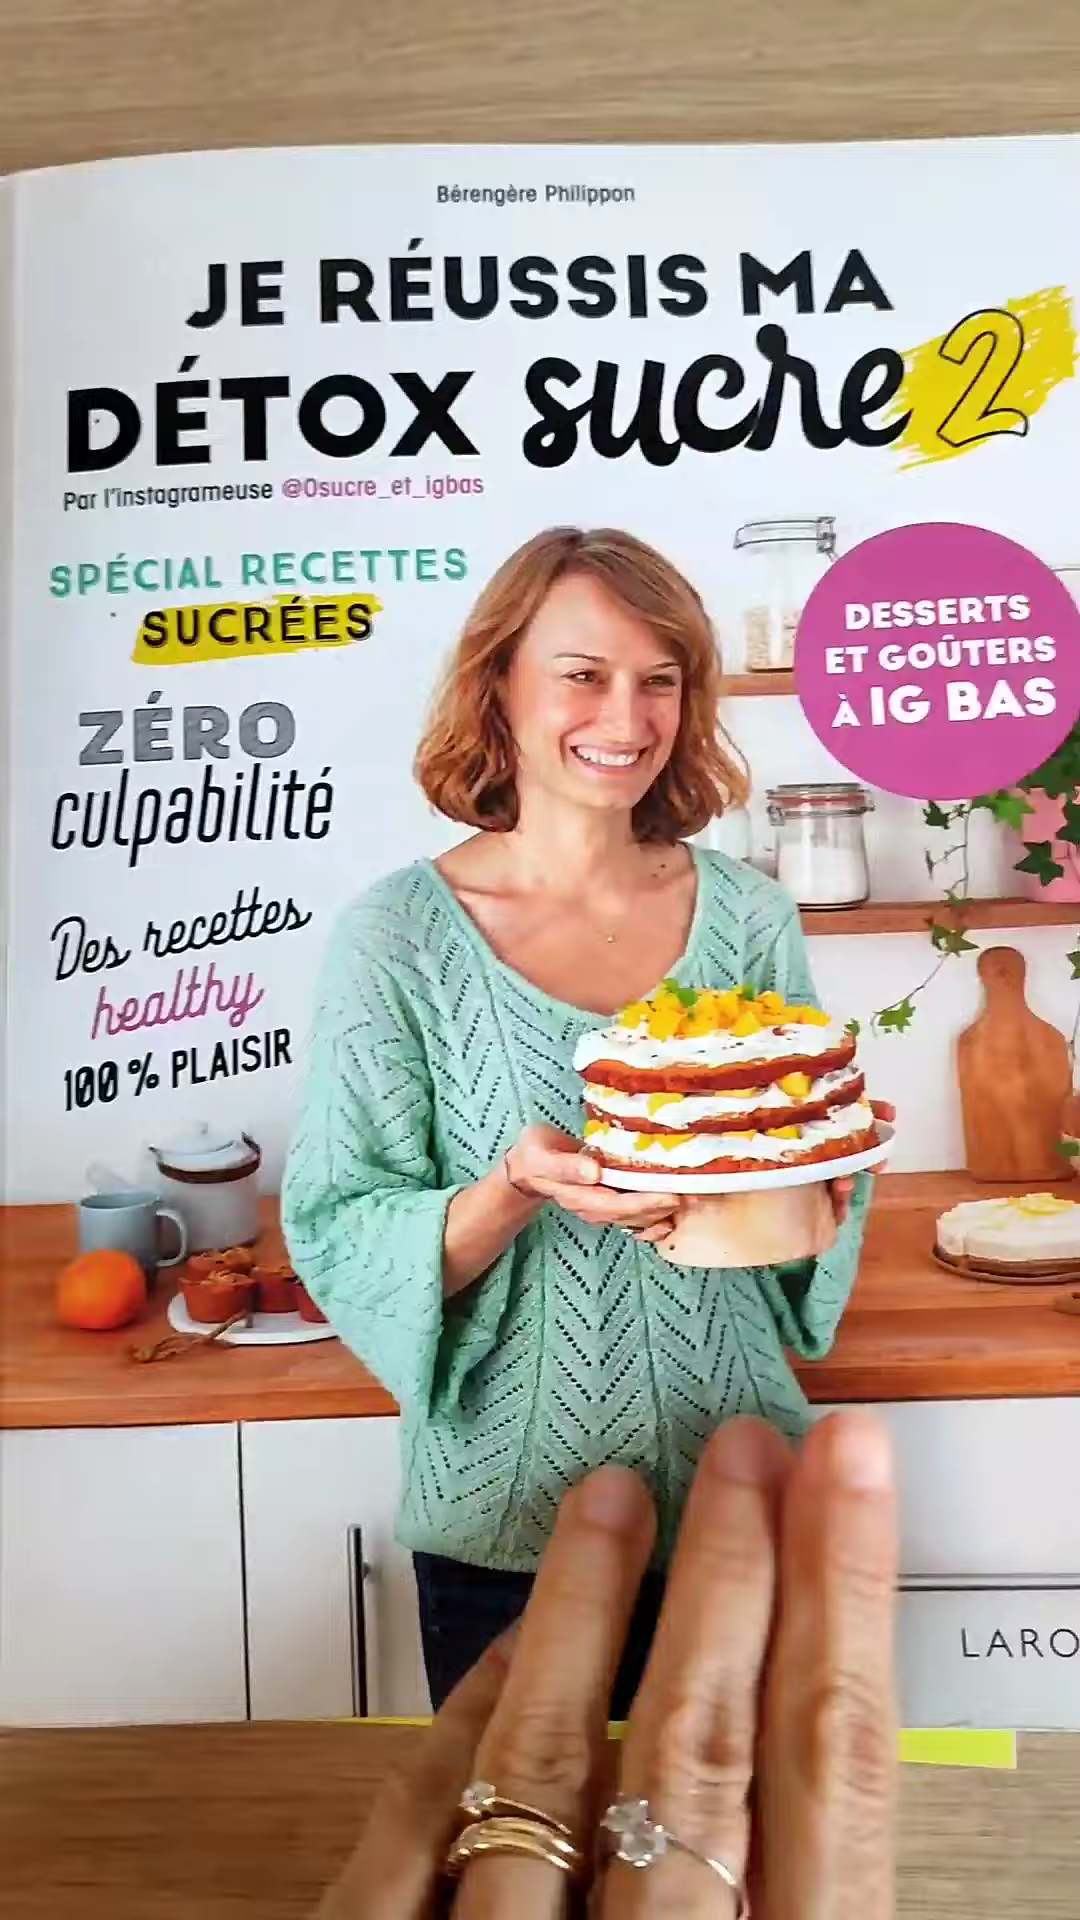 Bérengère Philippon
JE RÉUSSIS MA
DÉTOX sucre 2
Par l'instagrameuse @0sucre_et_igbas
SPÉCIAL RECETTES
SUCRÉES
ZÉRO
culpabilité
Des recettes
healthy
100 % PLAISIR
DESSERTS
ET GOÛTERS
À IG BAS
LARO